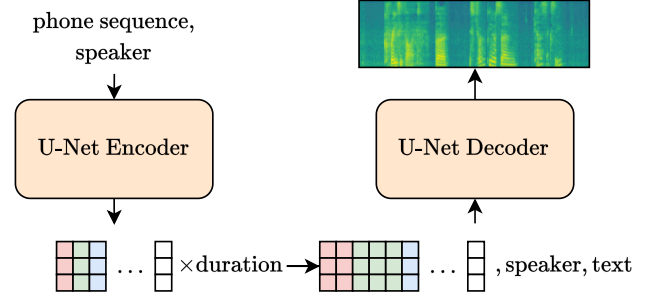 phone sequence,
speaker
U-Net Encoder
U-Net Decoder
... ×duration
... , speaker, text